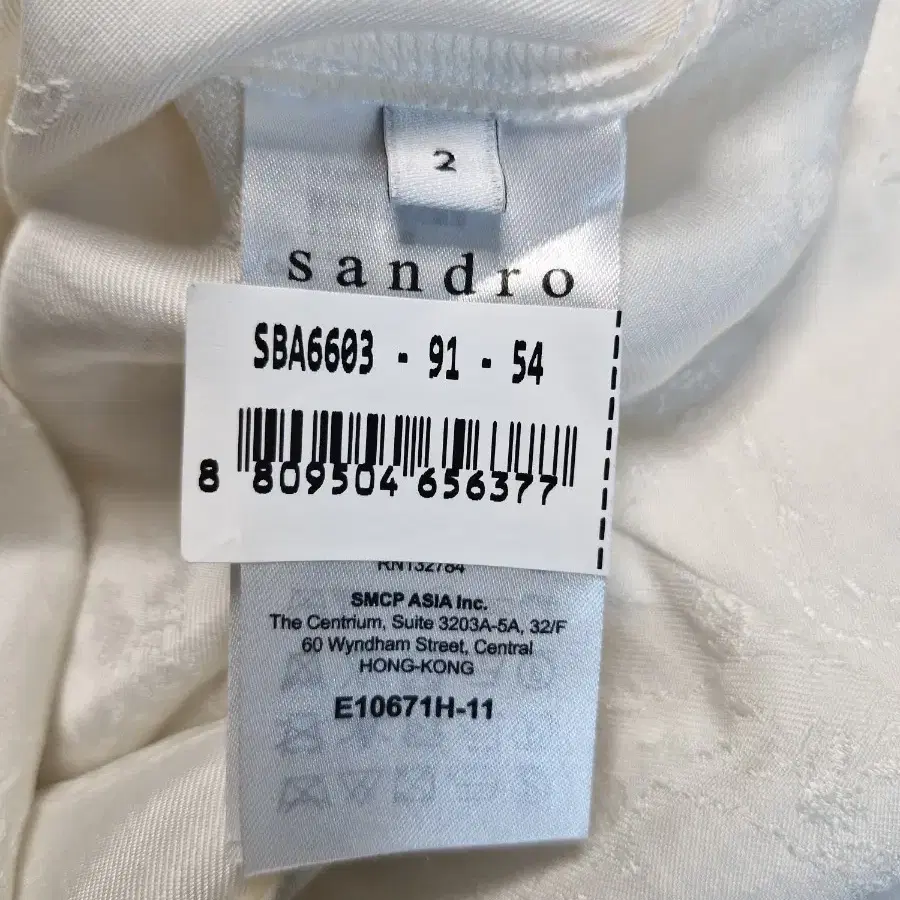 2
sandro
SBA6603 - 91 - 54
8 809504 656377
RN132784
SMCP ASIA Inc.
The Centrium, Suite 3203A-5A, 32/F
60 Wyndham Street, Central
HONG-KONG
E10671H-11